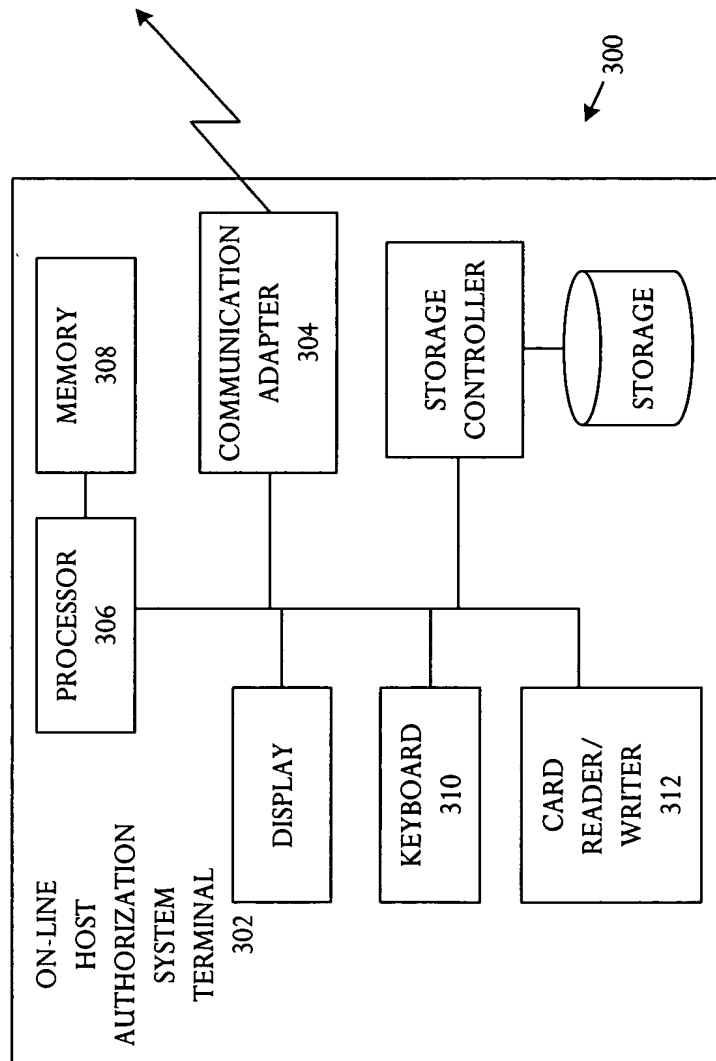 ON-LINE
HOST
AUTHORIZATION
SYSTEM
TERMINAL
302
PROCESSOR
306
MEMORY
308
DISPLAY
COMMUNICATION
ADAPTER
304
KEYBOARD
310
STORAGE
CONTROLLER
CARD
READER/
WRITER
312
STORAGE
300